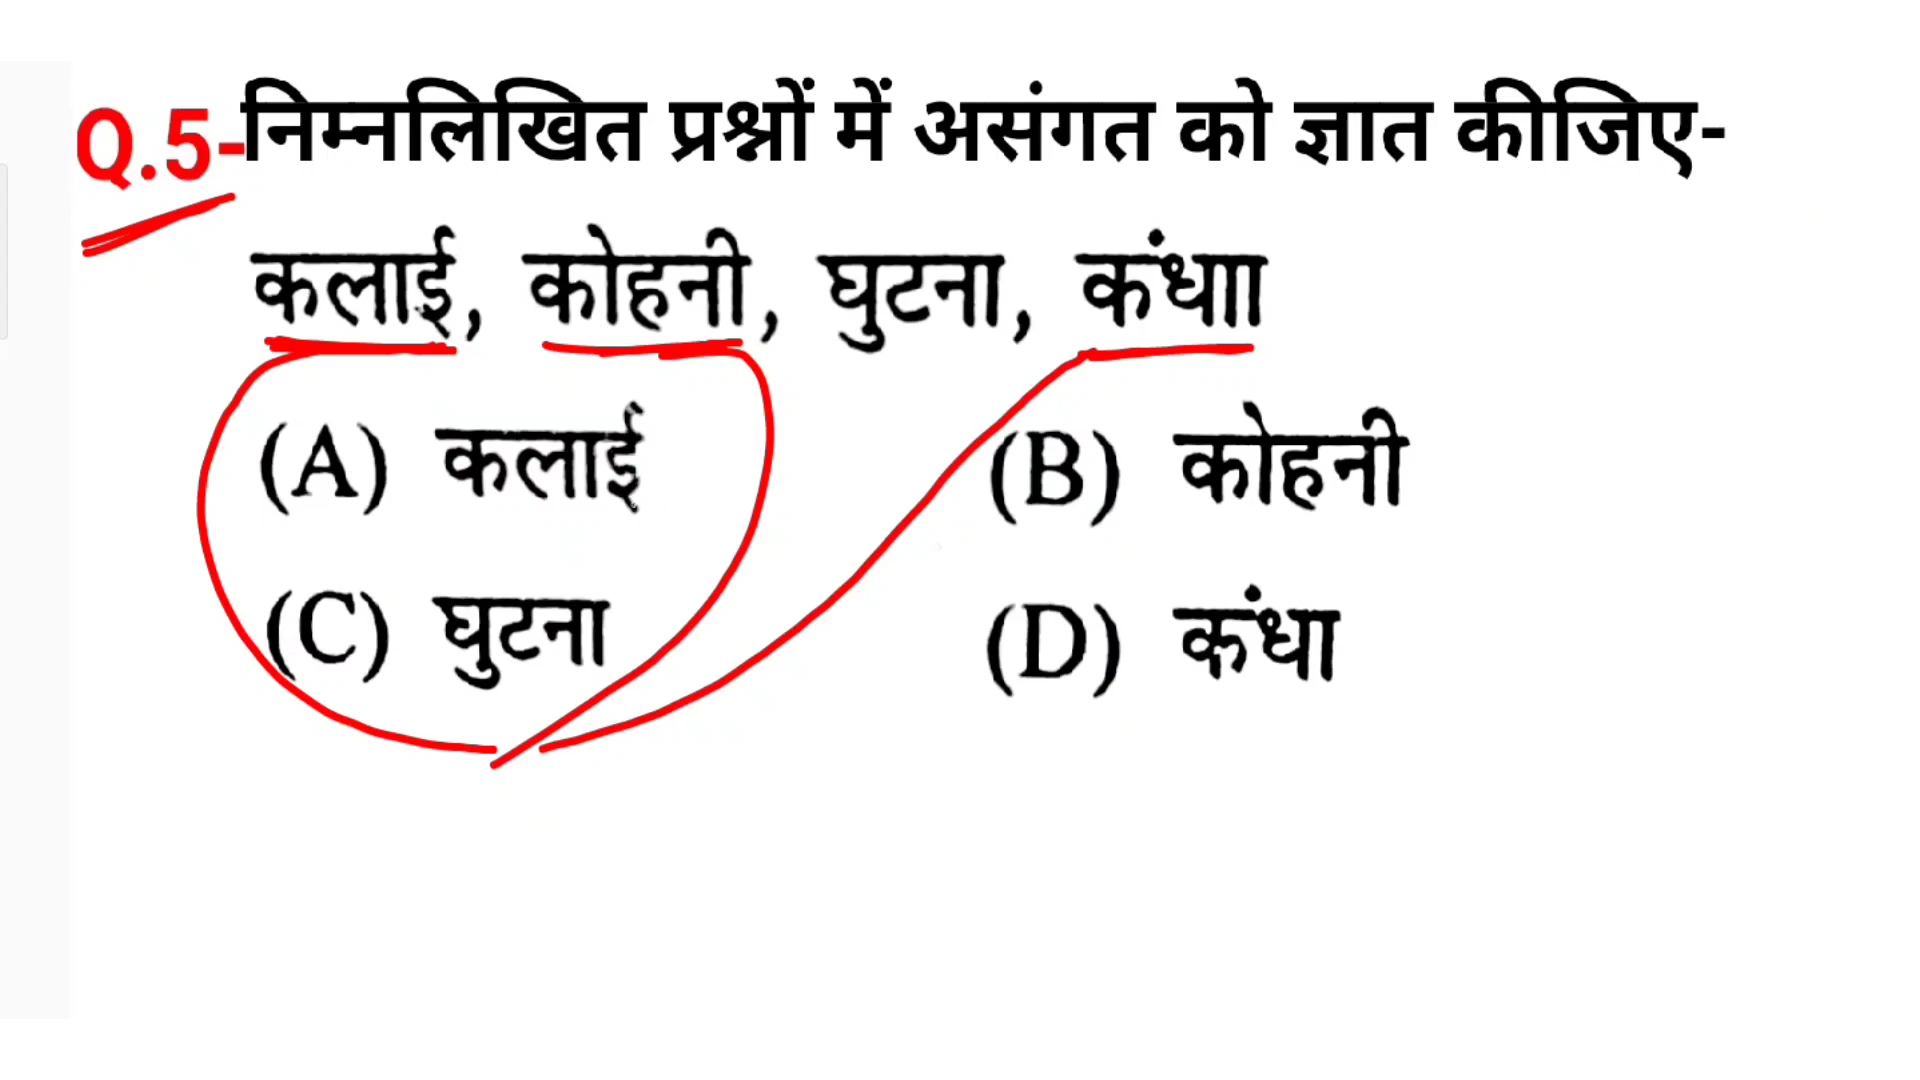 Q.5-निम्नलिखित प्रश्नों में असंगत को ज्ञात कीजिए-
कलाई, कोहनी, घुटना, कंधाा
(A) कलाई (B) कोहनी
(C) घुटना (D) कंधा